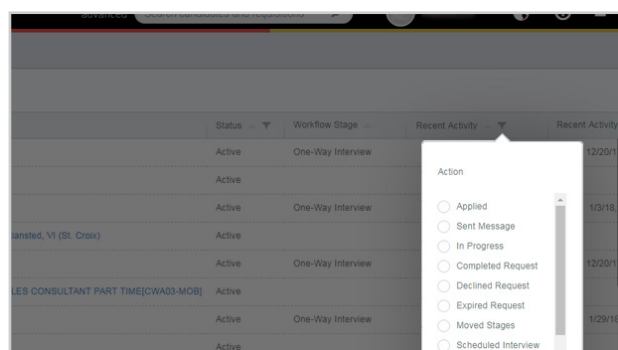 advanced Search candidates and requisitions
Status Workflow Stage Recent Activity Recent Activity
Active One-Way Interview 12/20/1
Action
Active
Applied
Active One-Way Interview 1/3/18,
Sent Message
lansted, VI (St. Croix) Active
In Progress
Active One-Way Interview Completed Request 12/20/1
Declined Request
LES CONSULTANT PART TIME[CWA03-MOB] Active
Expired Request
Active One-Way Interview Moved Stages 1/29/18
Active Scheduled Interview